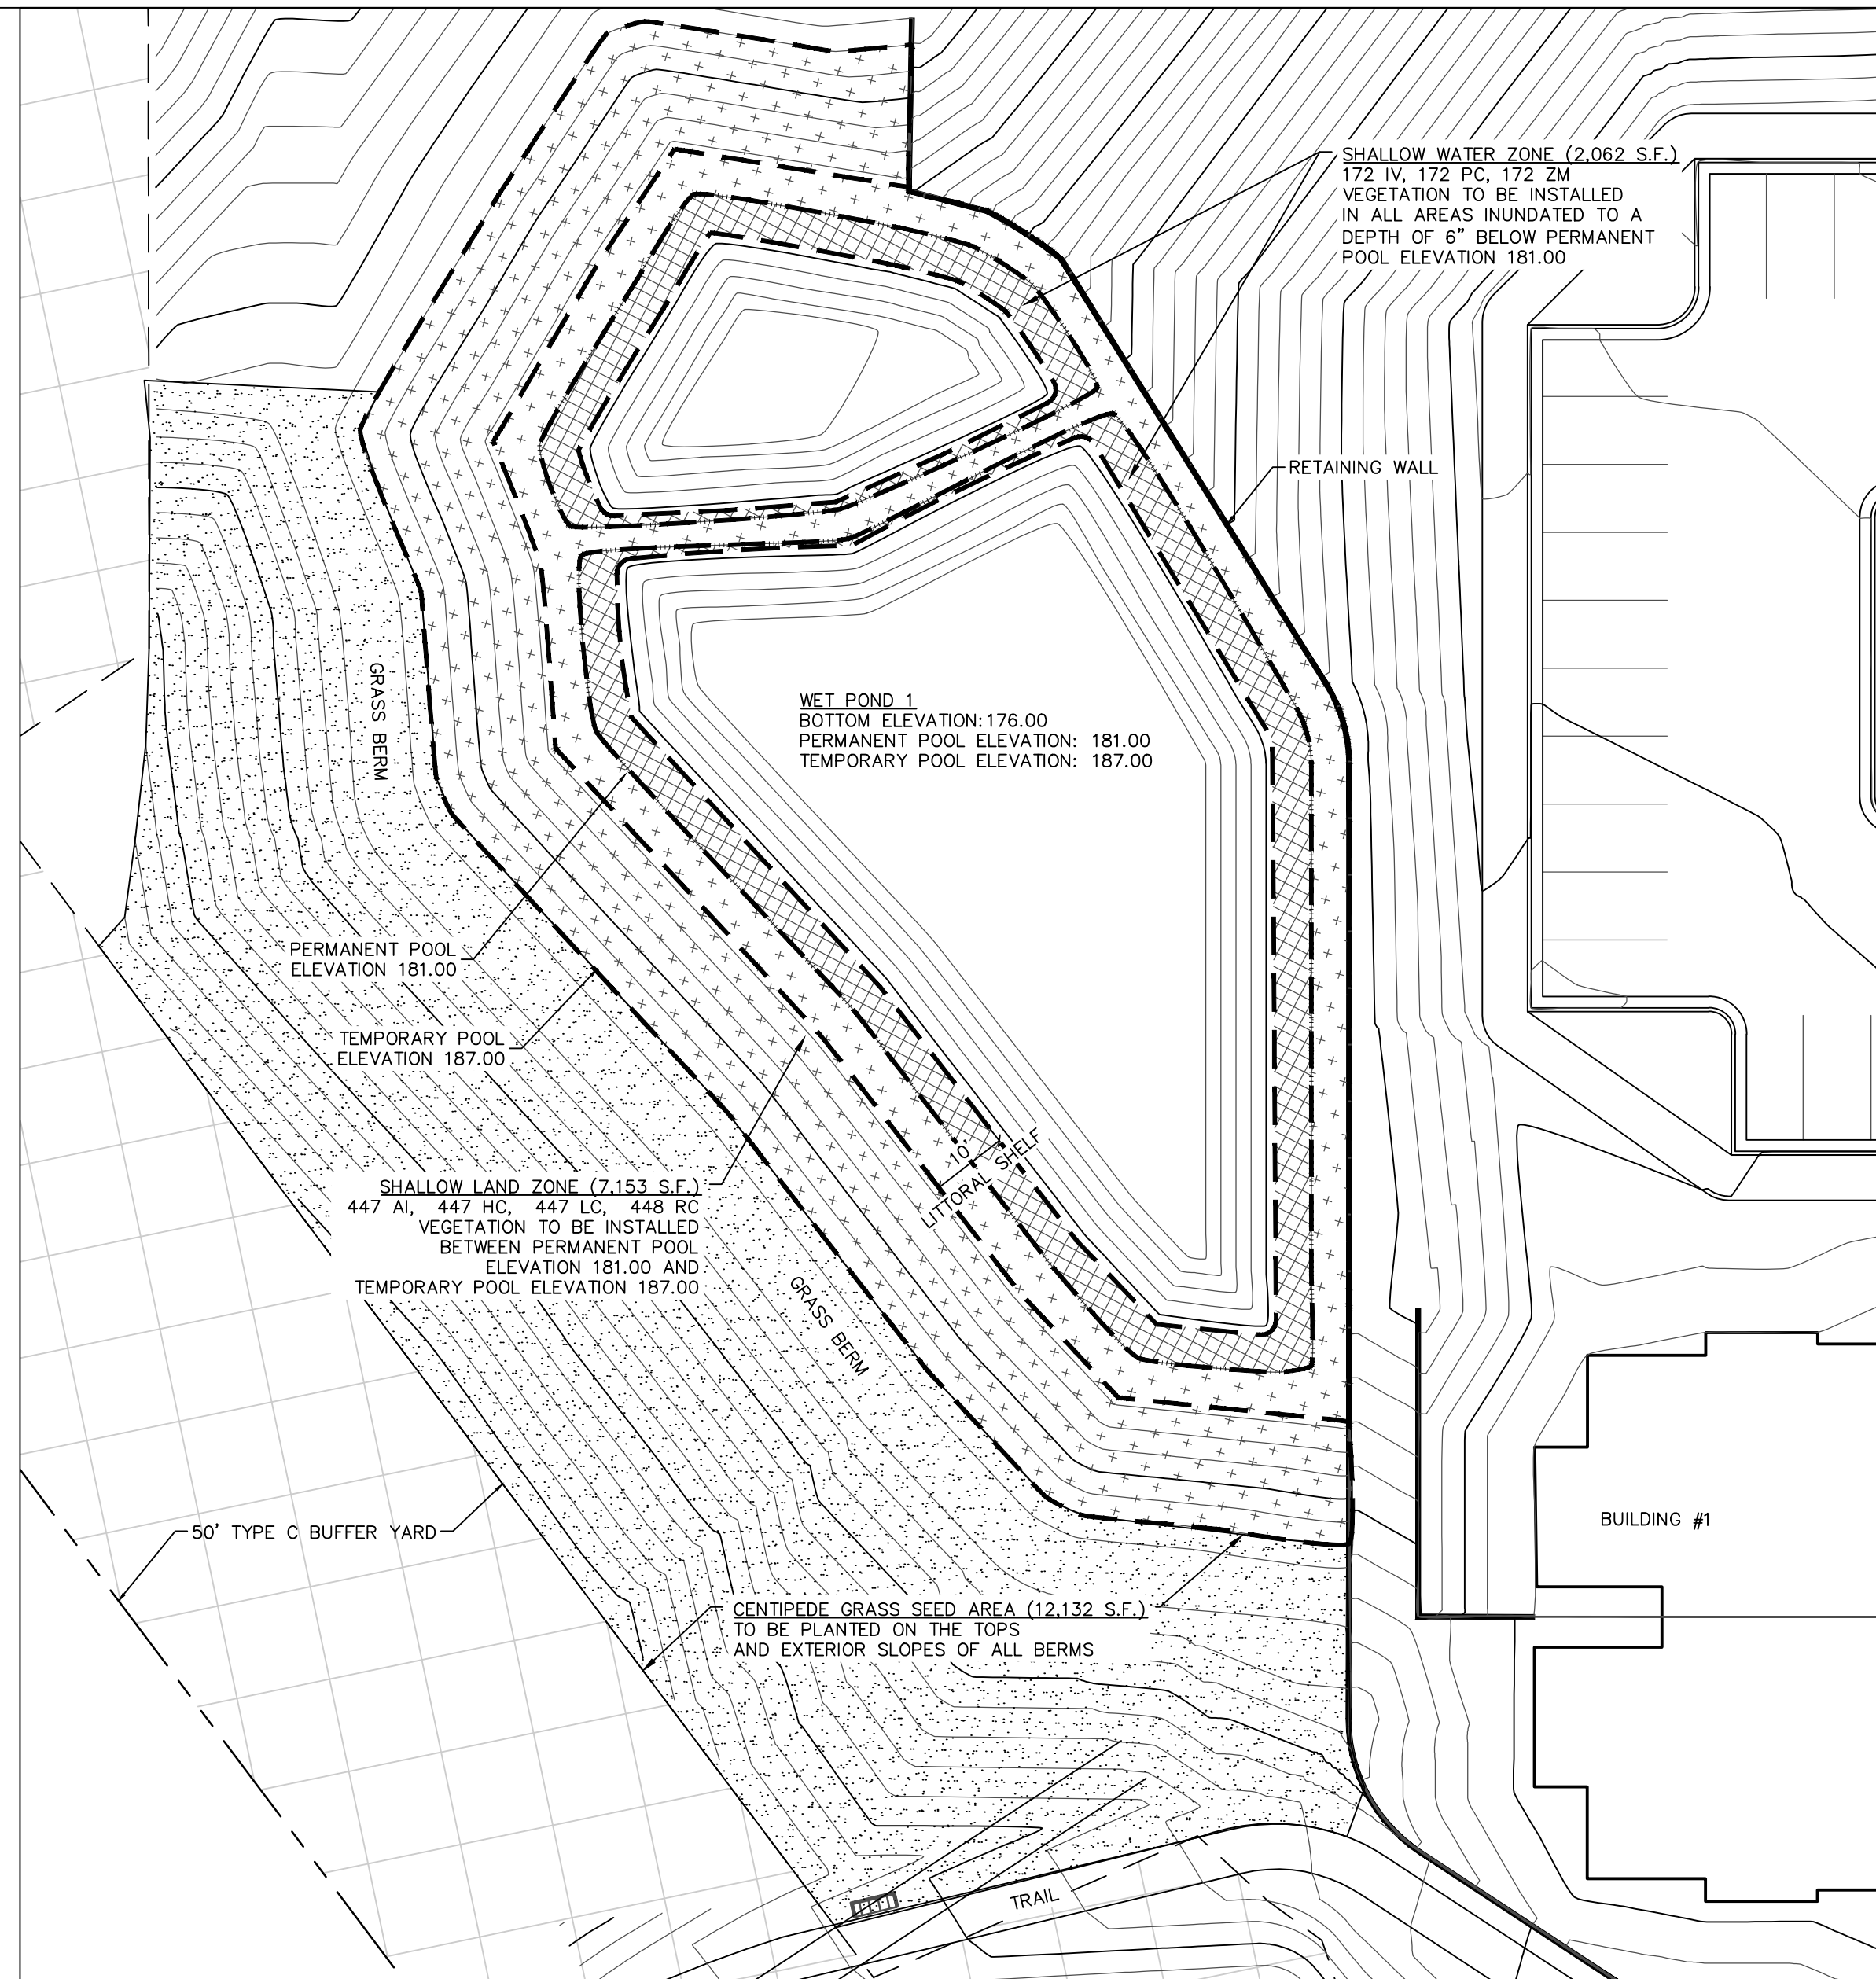 SHALLOW WATER ZONE (2,062 S.F.)
172 IV, 172 PC, 172 ZM
VEGETATION TO BE INSTALLED
IN ALL AREAS INUNDATED TO A
DEPTH OF 6" BELOW PERMANENT
POOL ELEVATION 181.00
RETAINING WALL
GRASS BERM
WET POND 1
BOTTOM ELEVATION:176.00
PERMANENT POOL ELEVATION: 181.00
TEMPORARY POOL ELEVATION: 187.00
PERMANENT POOL
ELEVATION 181.00
TEMPORARY POOL
ELEVATION 187.00
10'
LITTORAL SHELF
SHALLOW LAND ZONE (7,153 S.F.)
447 AI, 447 HC, 447 LC, 448 RC
VEGETATION TO BE INSTALLED
BETWEEN PERMANENT POOL
ELEVATION 181.00 AND
TEMPORARY POOL ELEVATION 187.00
GRASS BERM
50' TYPE C BUFFER YARD
BUILDING #1
CENTIPEDE GRASS SEED AREA (12,132 S.F.)
TO BE PLANTED ON THE TOPS
AND EXTERIOR SLOPES OF ALL BERMS
TRAIL